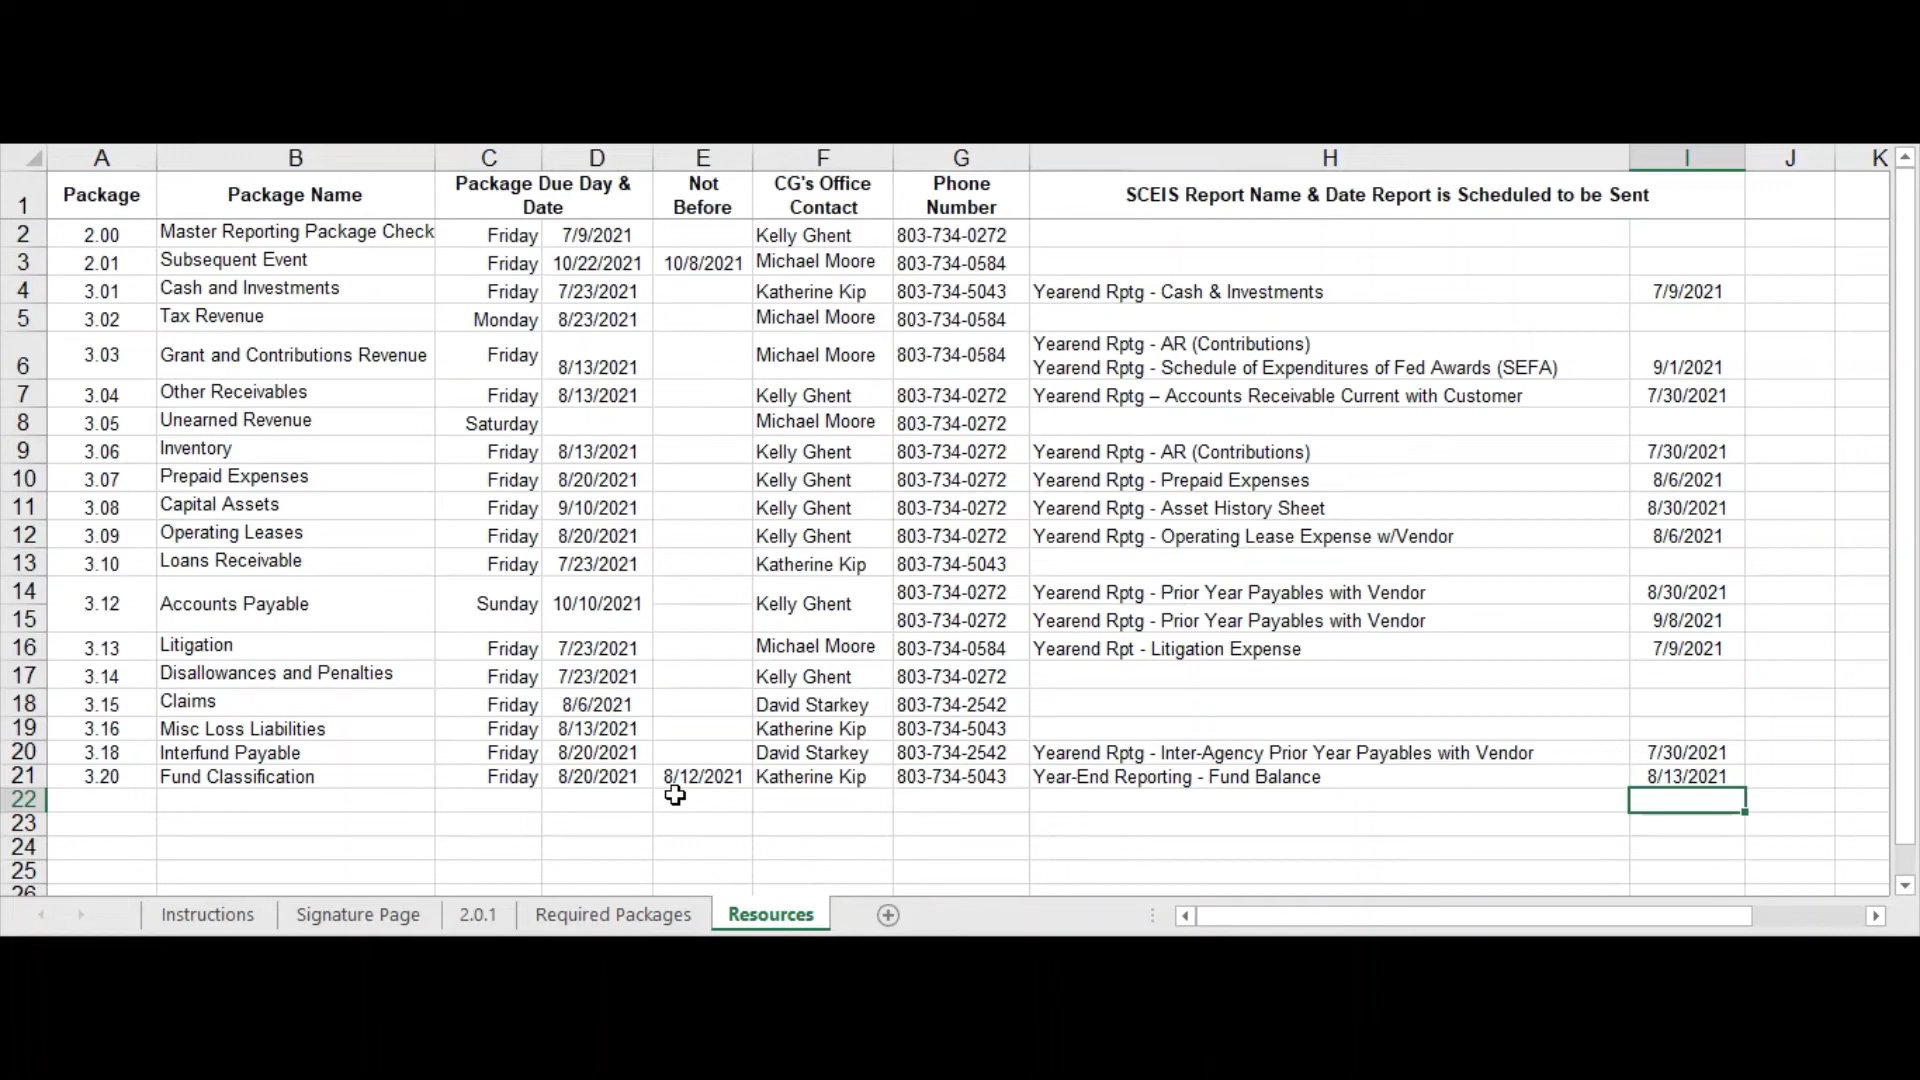 A B C D E F G H I J K
1 Package Package Name Package Due Day & Date Not Before CG's Office Contact Phone Number SCEIS Report Name & Date Report is Scheduled to be Sent
2 2.00 Master Reporting Package Check Friday 7/9/2021 Kelly Ghent 803-734-0272
3 2.01 Subsequent Event Friday 10/22/2021 10/8/2021 Michael Moore 803-734-0584
4 3.01 Cash and Investments Friday 7/23/2021 Katherine Kip 803-734-5043 Yearend Rptg - Cash & Investments 7/9/2021
5 3.02 Tax Revenue Monday 8/23/2021 Michael Moore 803-734-0584
6 3.03 Grant and Contributions Revenue Friday 8/13/2021 Michael Moore 803-734-0584 Yearend Rptg - AR (Contributions)
Yearend Rptg - Schedule of Expenditures of Fed Awards (SEFA) 9/1/2021
7 3.04 Other Receivables Friday 8/13/2021 Kelly Ghent 803-734-0272 Yearend Rptg – Accounts Receivable Current with Customer 7/30/2021
8 3.05 Unearned Revenue Saturday Michael Moore 803-734-0272
9 3.06 Inventory Friday 8/13/2021 Kelly Ghent 803-734-0272 Yearend Rptg - AR (Contributions) 7/30/2021
10 3.07 Prepaid Expenses Friday 8/20/2021 Kelly Ghent 803-734-0272 Yearend Rptg - Prepaid Expenses 8/6/2021
11 3.08 Capital Assets Friday 9/10/2021 Kelly Ghent 803-734-0272 Yearend Rptg - Asset History Sheet 8/30/2021
12 3.09 Operating Leases Friday 8/20/2021 Kelly Ghent 803-734-0272 Yearend Rptg - Operating Lease Expense w/Vendor 8/6/2021
13 3.10 Loans Receivable Friday 7/23/2021 Katherine Kip 803-734-5043
14 3.12 Accounts Payable Sunday 10/10/2021 Kelly Ghent 803-734-0272 Yearend Rptg - Prior Year Payables with Vendor 8/30/2021
15 803-734-0272 Yearend Rptg - Prior Year Payables with Vendor 9/8/2021
16 3.13 Litigation Friday 7/23/2021 Michael Moore 803-734-0584 Yearend Rpt - Litigation Expense 7/9/2021
17 3.14 Disallowances and Penalties Friday 7/23/2021 Kelly Ghent 803-734-0272
18 3.15 Claims Friday 8/6/2021 David Starkey 803-734-2542
19 3.16 Misc Loss Liabilities Friday 8/13/2021 Katherine Kip 803-734-5043
20 3.18 Interfund Payable Friday 8/20/2021 David Starkey 803-734-2542 Yearend Rptg - Inter-Agency Prior Year Payables with Vendor 7/30/2021
21 3.20 Fund Classification Friday 8/20/2021 8/12/2021 Katherine Kip 803-734-5043 Year-End Reporting - Fund Balance 8/13/2021
22
23
24
25
26
Instructions Signature Page 2.0.1 Required Packages Resources